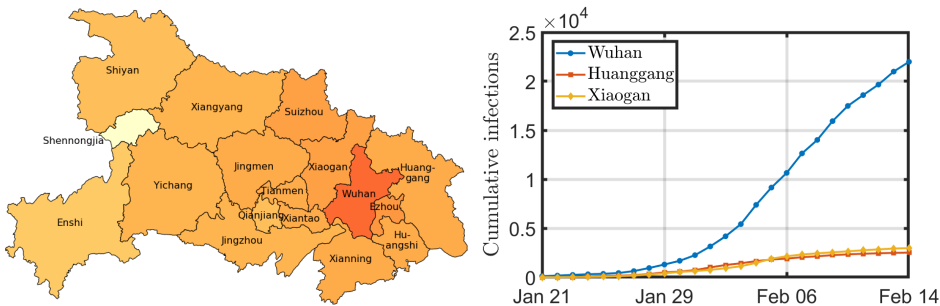 Shiyan
Xiangyang
Suizhou
Shennongjia
Jingmen
Xiaogan
Huang-
gang
Yichang
Tianmen
Wuhan
Ezhou
Enshi
Qianjiang
Xiantao
Jingzhou
Hu-
angshi
Xianning
×10⁴
2.5
2
1.5
1
0.5
0
Cumulative infections
Wuhan
Huanggang
Xiaogan
Jan 21
Jan 29
Feb 06
Feb 14